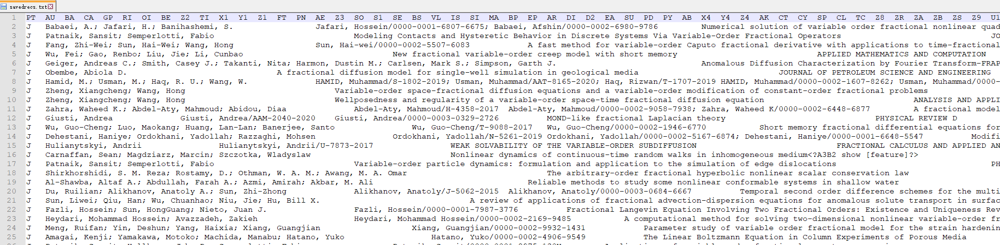 savedrecs.txt
1 PT AU BA CA GP RI OI BE Z2 TI X1 Y1 Z1 FT PN AE Z3 SO S1 SE BS VL IS SI MA BP EP AR DI D2 EA SU PD PY AB X4 Y4 Z4 AK CT CY SP CL TC Z8 ZR ZA ZB ZS Z9 U1
2 J Babaei, A.; Jafari, H.; Banihashemi, S. Jafari, Hossein/0000-0001-6807-6675; Babaei, Afshin/0000-0002-6980-9786 Numerical solution of variable order fractional nonlinear quad
3 J Patnaik, Sansit; Semperlotti, Fabio Modeling Contacts and Hysteretic Behavior in Discrete Systems Via Variable-Order Fractional Operators JO
4 J Fang, Zhi-Wei; Sun, Hai-Wei; Wang, Hong Sun, Hai-wei/0000-0002-5507-6083 A fast method for variable-order Caputo fractional derivative with applications to time-fractional
5 J Wu, Fei; Gao, Renbo; Liu, Jie; Li, Cunbao New fractional variable-order creep model with short memory APPLIED MATHEMATICS AND COMPUTATION
6 J Geiger, Andreas C.; Smith, Casey J.; Takanti, Nita; Harmon, Dustin M.; Carlsen, Mark S.; Simpson, Garth J. Anomalous Diffusion Characterization by Fourier Transform-FRAP
7 J Obembe, Abiola D. A fractional diffusion model for single-well simulation in geological media JOURNAL OF PETROLEUM SCIENCE AND ENGINEERING
8 J Hamid, M.; Usman, M.; Haq, R. U.; Wang, W. HAMID, Muhammad/S-1802-2019; Usman, Muhammad/AAT-8165-2020; Haq, Rizwan/T-1707-2019 HAMID, Muhammad/0000-0002-1607-8262; Usman, Muhammad/0000-
9 J Zheng, Xiangcheng; Wang, Hong Variable-order space-fractional diffusion equations and a variable-order modification of constant-order fractional problems
10 J Zheng, Xiangcheng; Wang, Hong Wellposedness and regularity of a variable-order space-time fractional diffusion equation ANALYSIS AND APPLI
11 J Zahra, Waheed K.; Abdel-Aty, Mahmoud; Abidou, Diaa Abdel-Aty, Mahmoud/H-4358-2017 Abdel-Aty, Mahmoud/0000-0002-9058-7938; Zahra, Waheed K/0000-0002-6448-6877 A fractional model
12 J Giusti, Andrea Giusti, Andrea/AAM-2040-2020 Giusti, Andrea/0000-0003-0329-2726 MOND-like fractional Laplacian theory PHYSICAL REVIEW D
13 J Wu, Guo-Cheng; Luo, Maokang; Huang, Lan-Lan; Banerjee, Santo Wu, Guo-Cheng/T-9088-2017 Wu, Guo-Cheng/0000-0002-1946-6770 Short memory fractional differential equations for
14 J Dehestani, Haniye; Ordokhani, Yadollah; Razzaghi, Mohsen Ordokhani, Yadollah/N-5261-2019 Ordokhani, Yadollah/0000-0002-5167-6874; Dehestani, Haniye/0000-0001-6648-5547 Modifi
15 J Hulianytskyi, Andrii Hulianytskyi, Andrii/U-7873-2017 WEAK SOLVABILITY OF THE VARIABLE-ORDER SUBDIFFUSION FRACTIONAL CALCULUS AND APPLIED AN
16 J Carnaffan, Sean; Magdziarz, Marcin; Szczotka, Wladyslaw Nonlinear dynamics of continuous-time random walks in inhomogeneous medium<?A3B2 show [feature]?>
17 J Patnaik, Sansit; Semperlotti, Fabio Variable-order particle dynamics: formulation and application to the simulation of edge dislocations PH
18 J Shirkhorshidi, S. M. Reza; Rostamy, D.; Othman, W. A. M.; Awang, M. A. Omar The arbitrary-order fractional hyperbolic nonlinear scalar conservation law
19 J Al-Shawba, Altaf A.; Abdullah, Farah A.; Azmi, Amirah; Akbar, M. Ali Reliable methods to study some nonlinear conformable systems in shallow water
20 J Du, Ruilian; Alikhanov, Anatoly A.; Sun, Zhi-Zhong Alikhanov, Anatoly/J-5062-2015 Alikhanov, Anatoly/0000-0003-0684-6667 Temporal second order difference schemes for the multi
21 J Sun, Liwei; Qiu, Han; Wu, Chuanhao; Niu, Jie; Hu, Bill X. A review of applications of fractional advection-dispersion equations for anomalous solute transport in surfac
22 J Fazli, Hossein; Sun, HongGuang; Nieto, Juan J. Fazli, Hossein/0000-0001-7987-3776 Fractional Langevin Equation Involving Two Fractional Orders: Existence and Uniqueness Rev
23 J Heydari, Mohammad Hossein; Avazzadeh, Zakieh Heydari, Mohammad Hossein/0000-0002-2169-9485 A computational method for solving two-dimensional nonlinear variable-order fr
24 J Meng, Ruifan; Yin, Deshun; Yang, Haixia; Xiang, Guangjian Xiang, Guangjian/0000-0002-9932-1431 Parameter study of variable order fractional model for the strain hardenin
25 J Amagai, Kenji; Yamakawa, Motoko; Machida, Manabu; Hatano, Yuko Hatano, Yuko/0000-0002-4906-9549 The Linear Boltzmann Equation in Column Experiments of Porous Media